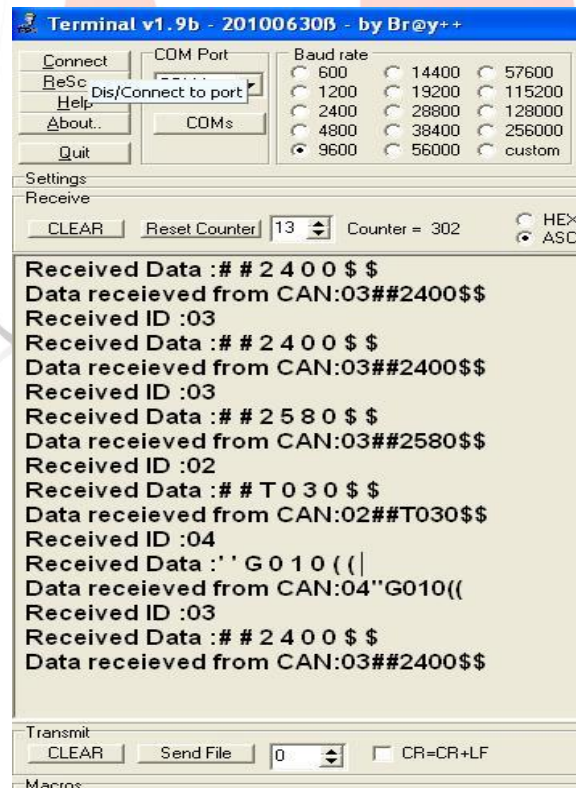 Terminal v1.9b - 20100630ß - by Br@y++
Connect
ReSc
Help
About..
Quit
Dis/Connect to port
COM Port
COMs
Baud rate
600 14400 57600
1200 19200 115200
2400 28800 128000
4800 38400 256000
9600 56000 custom
Settings
Receive
CLEAR Reset Counter 13 Counter = 302
HEX
ASC
Received Data :# # 2 4 0 0 $ $
Data receieved from CAN:03##2400$$
Received ID :03
Received Data :# # 2 4 0 0 $ $
Data receieved from CAN:03##2400$$
Received ID :03
Received Data :# # 2 5 8 0 $ $
Data receieved from CAN:03##2580$$
Received ID :02
Received Data :# # T 0 3 0 $ $
Data receieved from CAN:02##T030$$
Received ID :04
Received Data :' ' G 0 1 0 ( (
Data receieved from CAN:04''G010((
Received ID :03
Received Data :# # 2 4 0 0 $ $
Data receieved from CAN:03##2400$$
Transmit
CLEAR Send File 0 CR=CR+LF
Macros